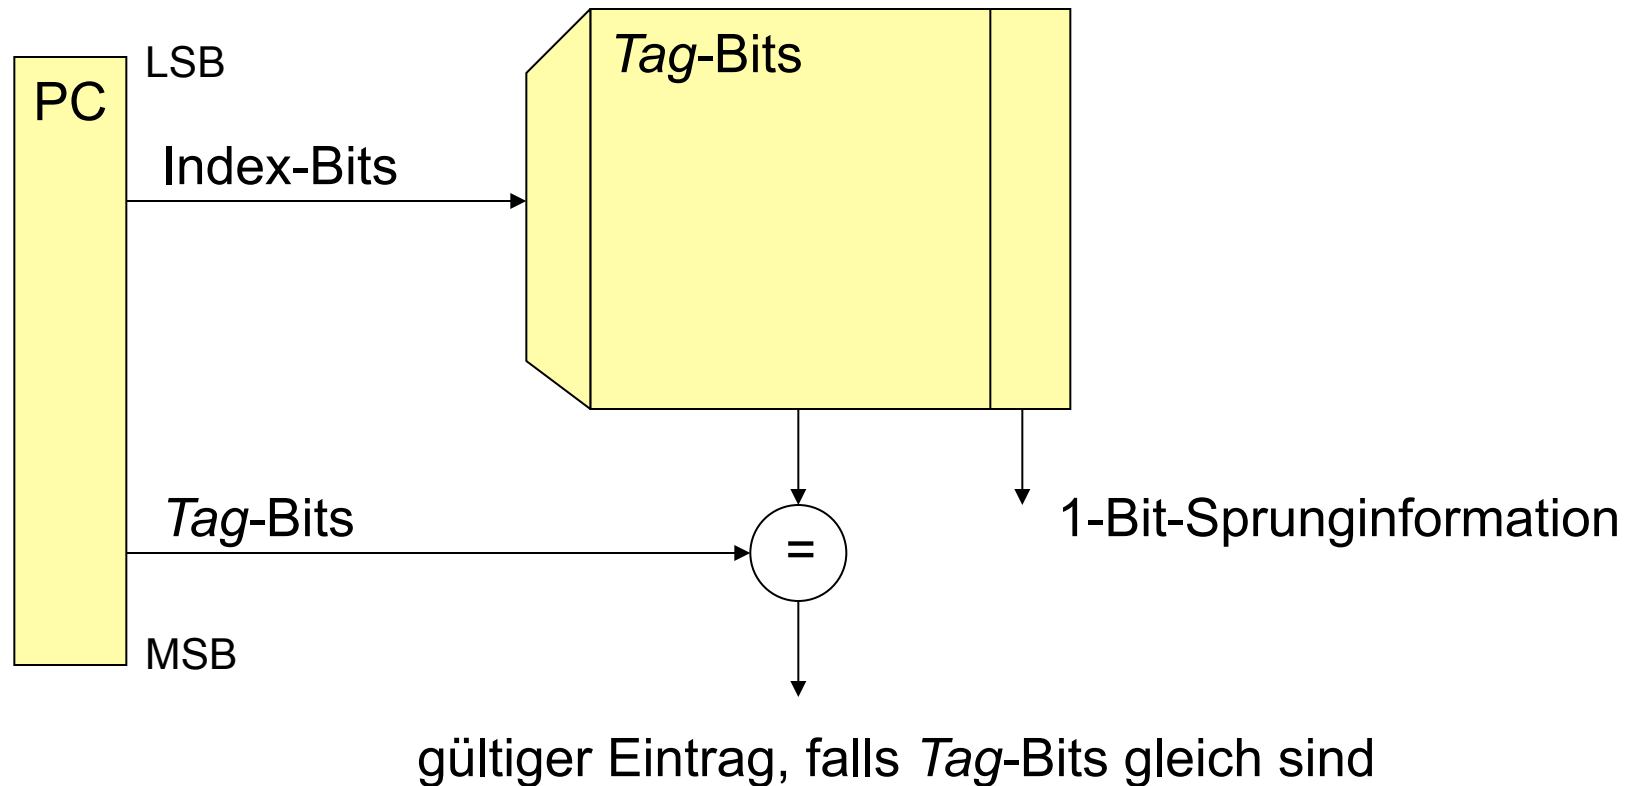 LSB
PC
Tag-Bits
Index-Bits
Tag-Bits
=
1-Bit-Sprunginformation
MSB
gültiger Eintrag, falls Tag-Bits gleich sind